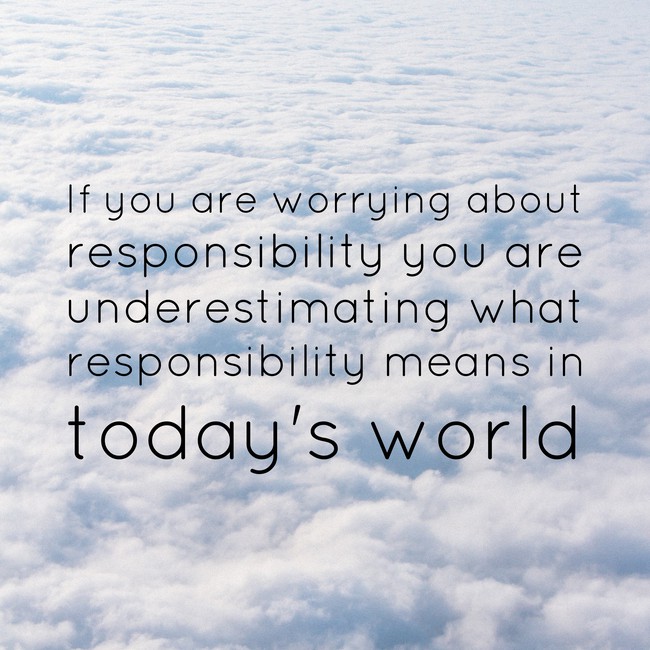 If you are worrying about
responsibility you are
underestimating what
responsibility means in
today's world